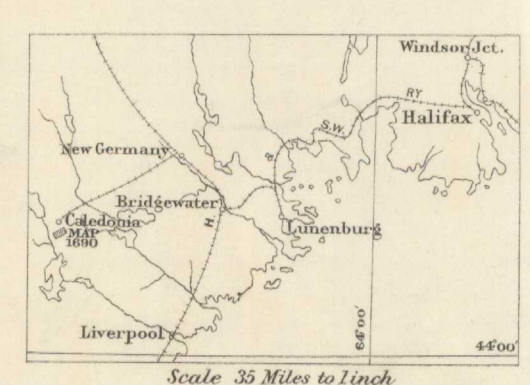 Windsor Jct.
RY
Halifax
S.W.
&
New Germany
Bridgewater
H.
Caledonia
MAP
1690
Lunenburg
Liverpool
64°00'
44°00'
Scale 35 Miles to 1 inch